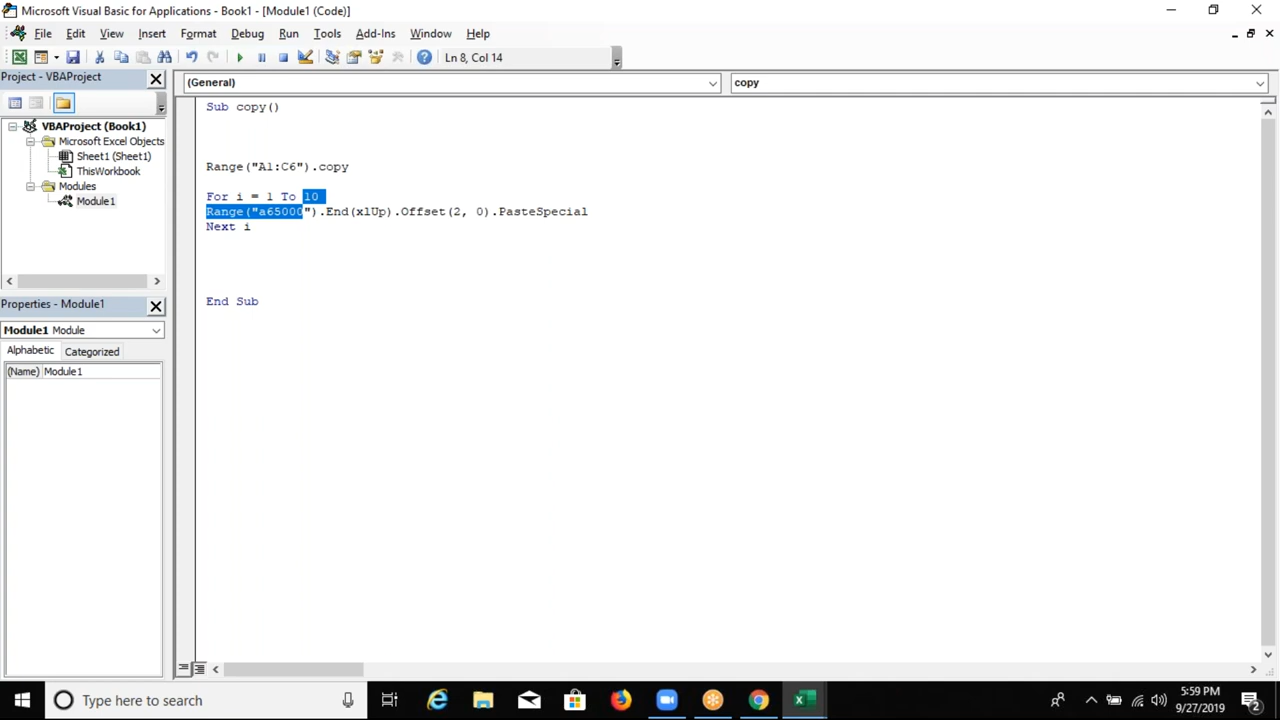 Microsoft Visual Basic for Applications - Book1 - [Module1 (Code)]
File Edit View Insert Format Debug Run Tools Add-Ins Window Help
Ln 8, Col 14
Project - VBAProject
(General)
copy
VBAProject (Book1)
Microsoft Excel Objects
Sheet1 (Sheet1)
ThisWorkbook
Modules
Module1
Sub copy()
Range("A1:C6").copy
For i = 1 To 10
Range("a65000").End(xlUp).Offset(2, 0).PasteSpecial
Next i
End Sub
Properties - Module1
Module1 Module
Alphabetic Categorized
(Name) Module1
Type here to search
5:59 PM
9/27/2019
2